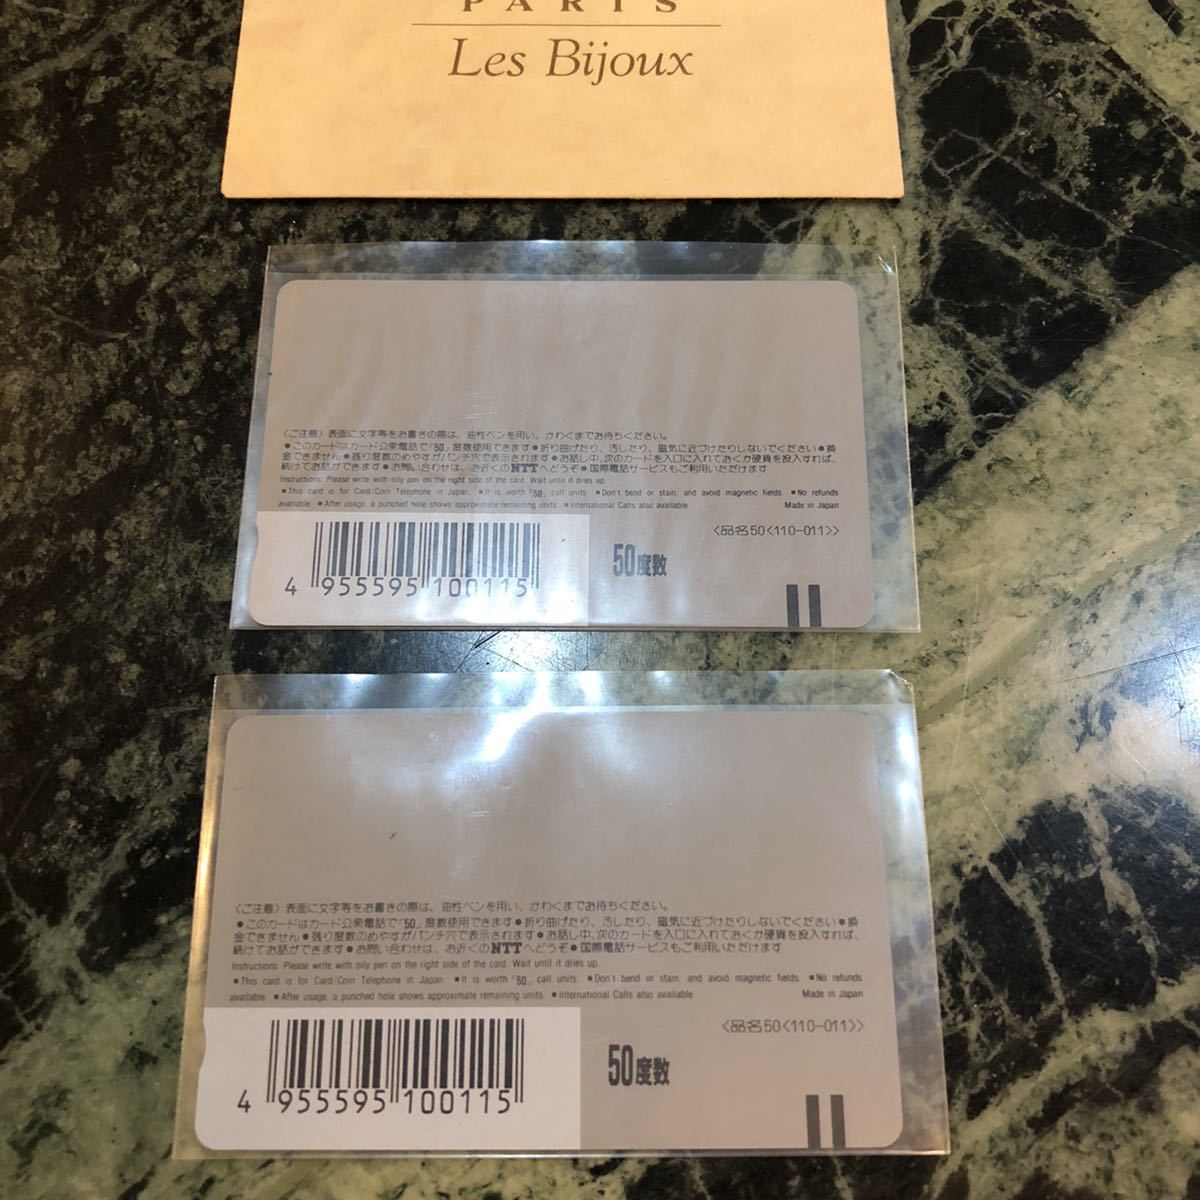 PARIS
Les Bijoux
〈ご注意〉表面に文字等をお書きの際は、油性ペンを用い、かわくまでお待ちください。
●このカードはカード公衆電話で「50」度数使用できます●折り曲げたり、汚したり、磁気に近づけたりしないでください●換
金できません●残り度数のめやすがパンチ穴で表示されます●お話し中、次のカードを入口に入れておくか硬貨を投入すれば、
続けてお話ができます●お問い合わせは、お近くのNTTへどうぞ●国際電話サービスもご利用いただけます
Instructions: Please write with oily pen on the right side of the card. Wait until it dries up.
■This card is for Card/Coin Telephone in Japan. ■It is worth「50」call units. ■Don't bend or stain, and avoid magnetic fields. ■No refunds
available. ■After usage, a punched hole shows approximate remaining units. ■International Calls also available Made in Japan
〈品名50〈110-011〉〉
50度数
4 955595 100115
〈ご注意〉表面に文字等をお書きの際は、油性ペンを用い、かわくまでお待ちください。
●このカードはカード公衆電話で「50」度数使用できます●折り曲げたり、汚したり、磁気に近づけたりしないでください●換
金できません●残り度数のめやすがパンチ穴で表示されます●お話し中、次のカードを入口に入れておくか硬貨を投入すれば、
続けてお話ができます●お問い合わせは、お近くのNTTへどうぞ●国際電話サービスもご利用いただけます
Instructions: Please write with oily pen on the right side of the card. Wait until it dries up.
■This card is for Card/Coin Telephone in Japan. ■It is worth「50」call units. ■Don't bend or stain, and avoid magnetic fields. ■No refunds
available. ■After usage, a punched hole shows approximate remaining units. ■International Calls also available Made in Japan
〈品名50〈110-011〉〉
50度数
4 955595 100115